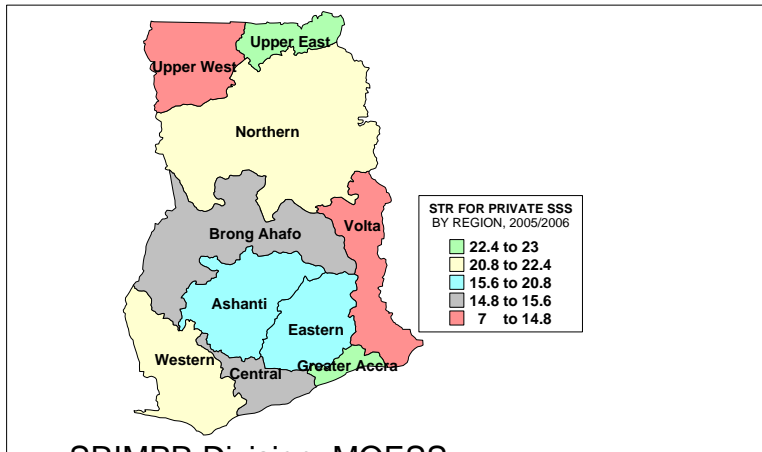 Upper East
Upper West
Northern
Volta
Brong Ahafo
Ashanti
Eastern
Western
Central
Greater Accra
STR FOR PRIVATE SSS
BY REGION, 2005/2006
22.4 to 23
20.8 to 22.4
15.6 to 20.8
14.8 to 15.6
7 to 14.8